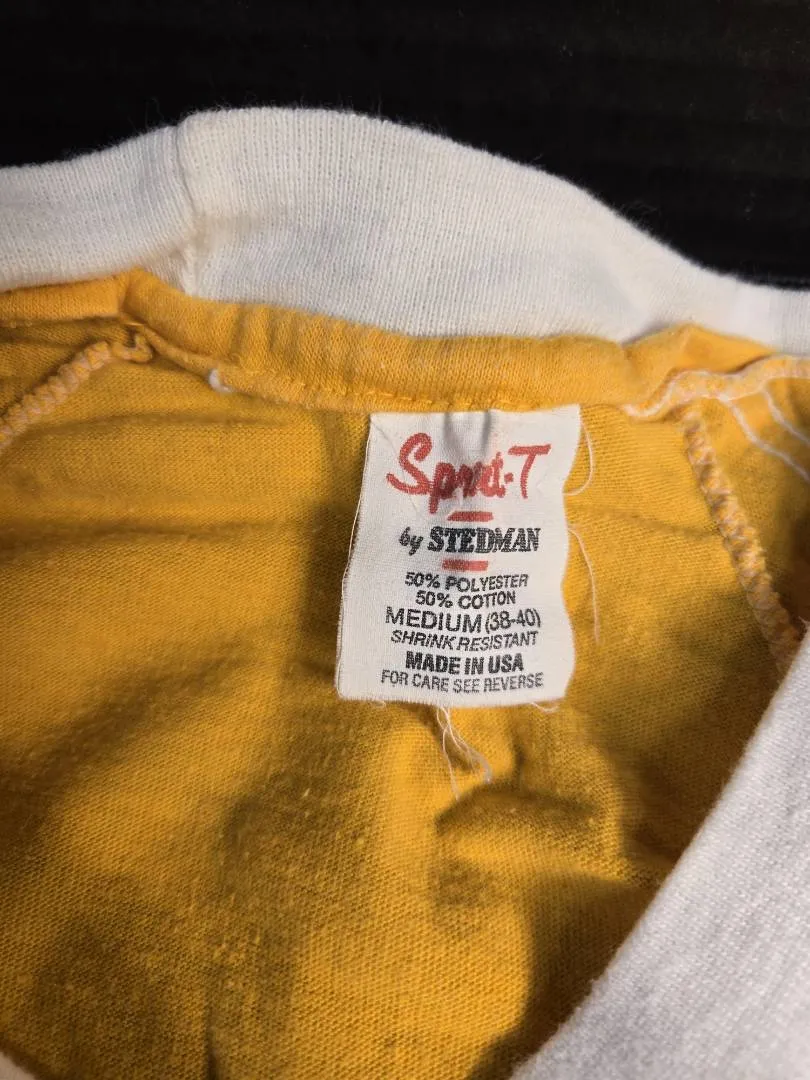 Sport-T
by STEDMAN
50% POLYESTER
50% COTTON
MEDIUM (38-40)
SHRINK RESISTANT
MADE IN USA
FOR CARE SEE REVERSE